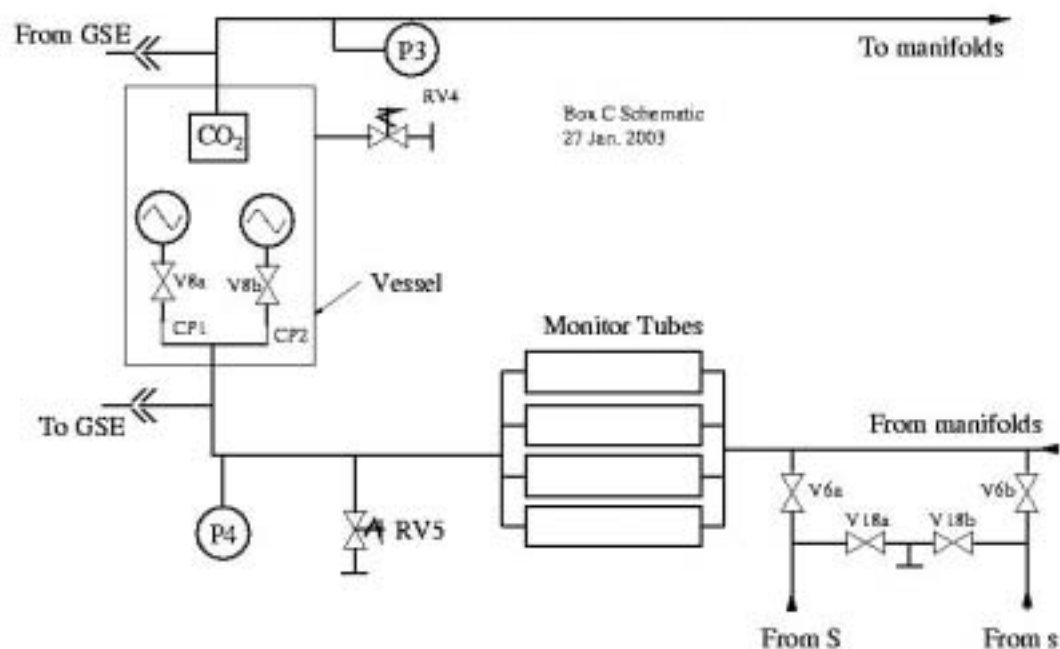 From GSE
P3
To manifolds
RV4
Box C Schematic
27 Jan. 2003
CO2
V8a
V8b
Vessel
CP1
CP2
Monitor Tubes
To GSE
From manifolds
V6a
V6b
P4
RV5
V18a
V18b
From S
From s